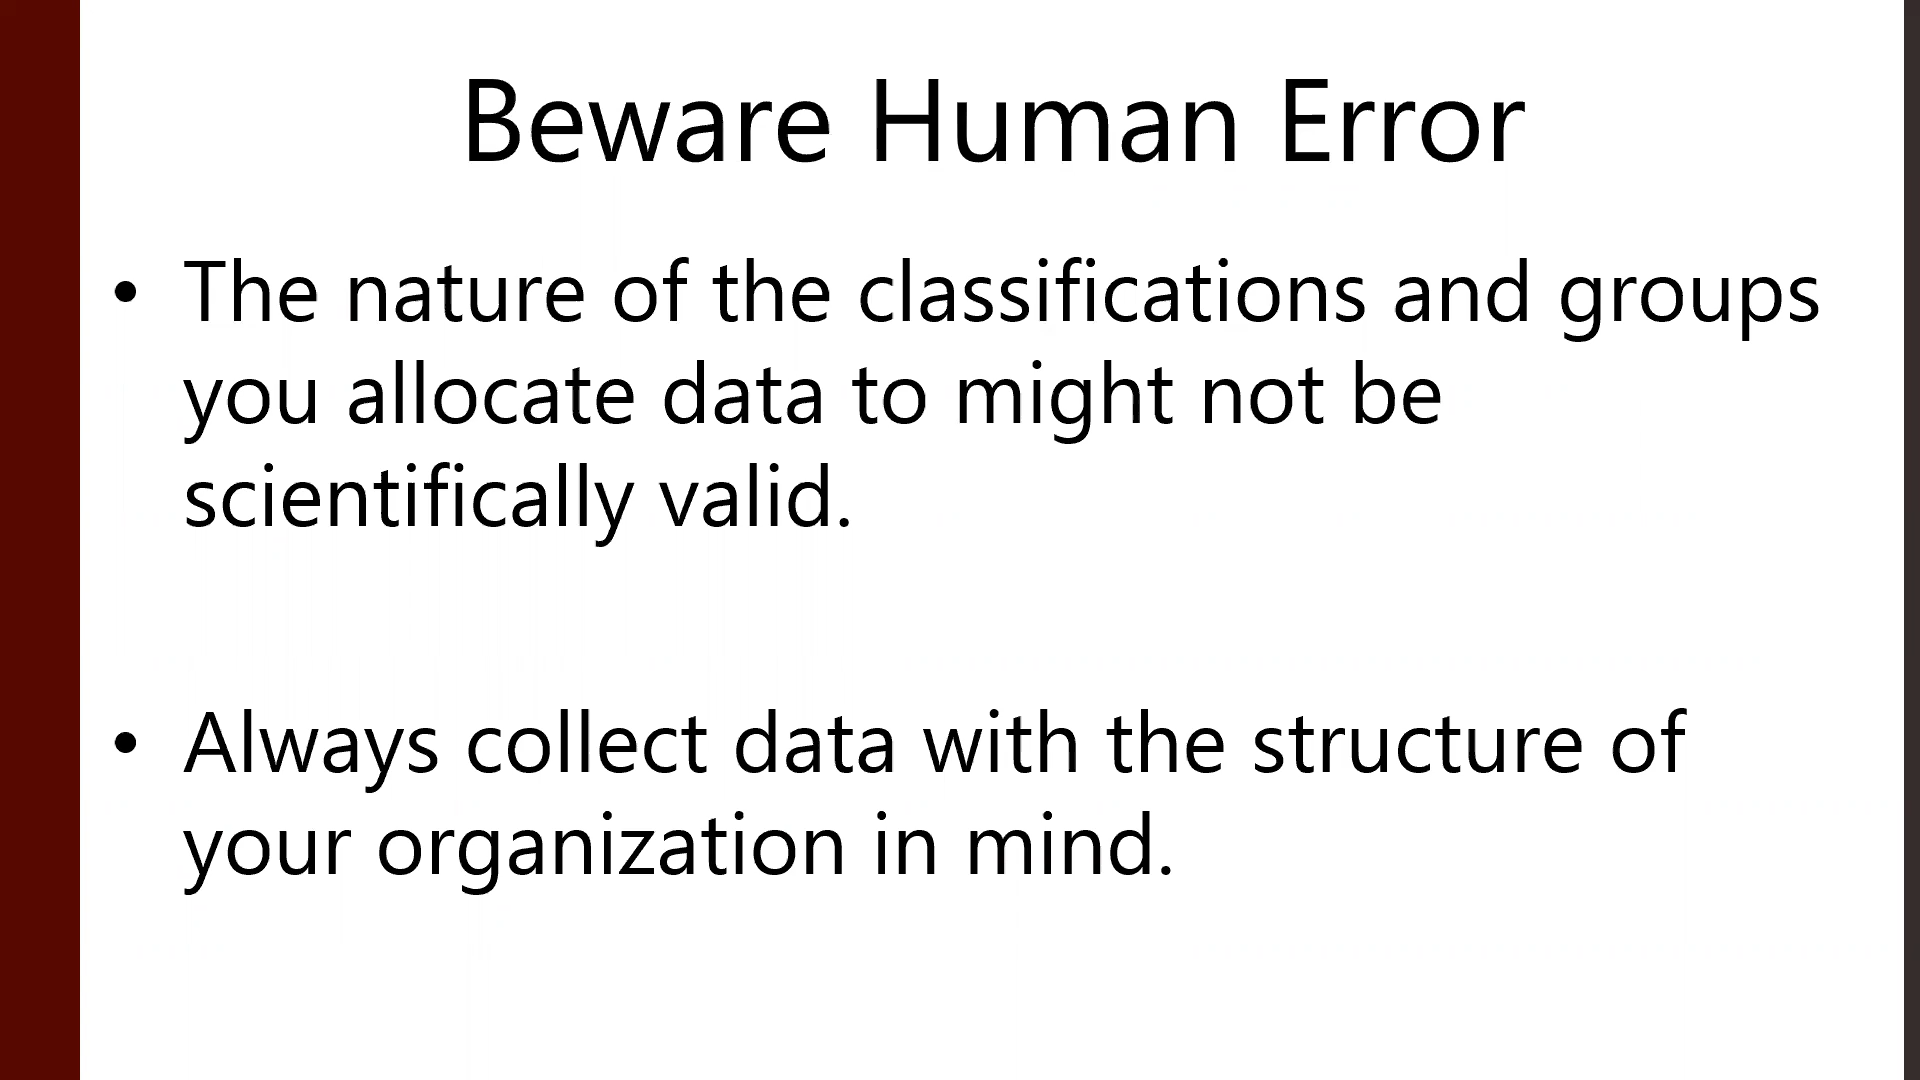 Beware Human Error
• The nature of the classifications and groups
you allocate data to might not be
scientifically valid.
• Always collect data with the structure of
your organization in mind.